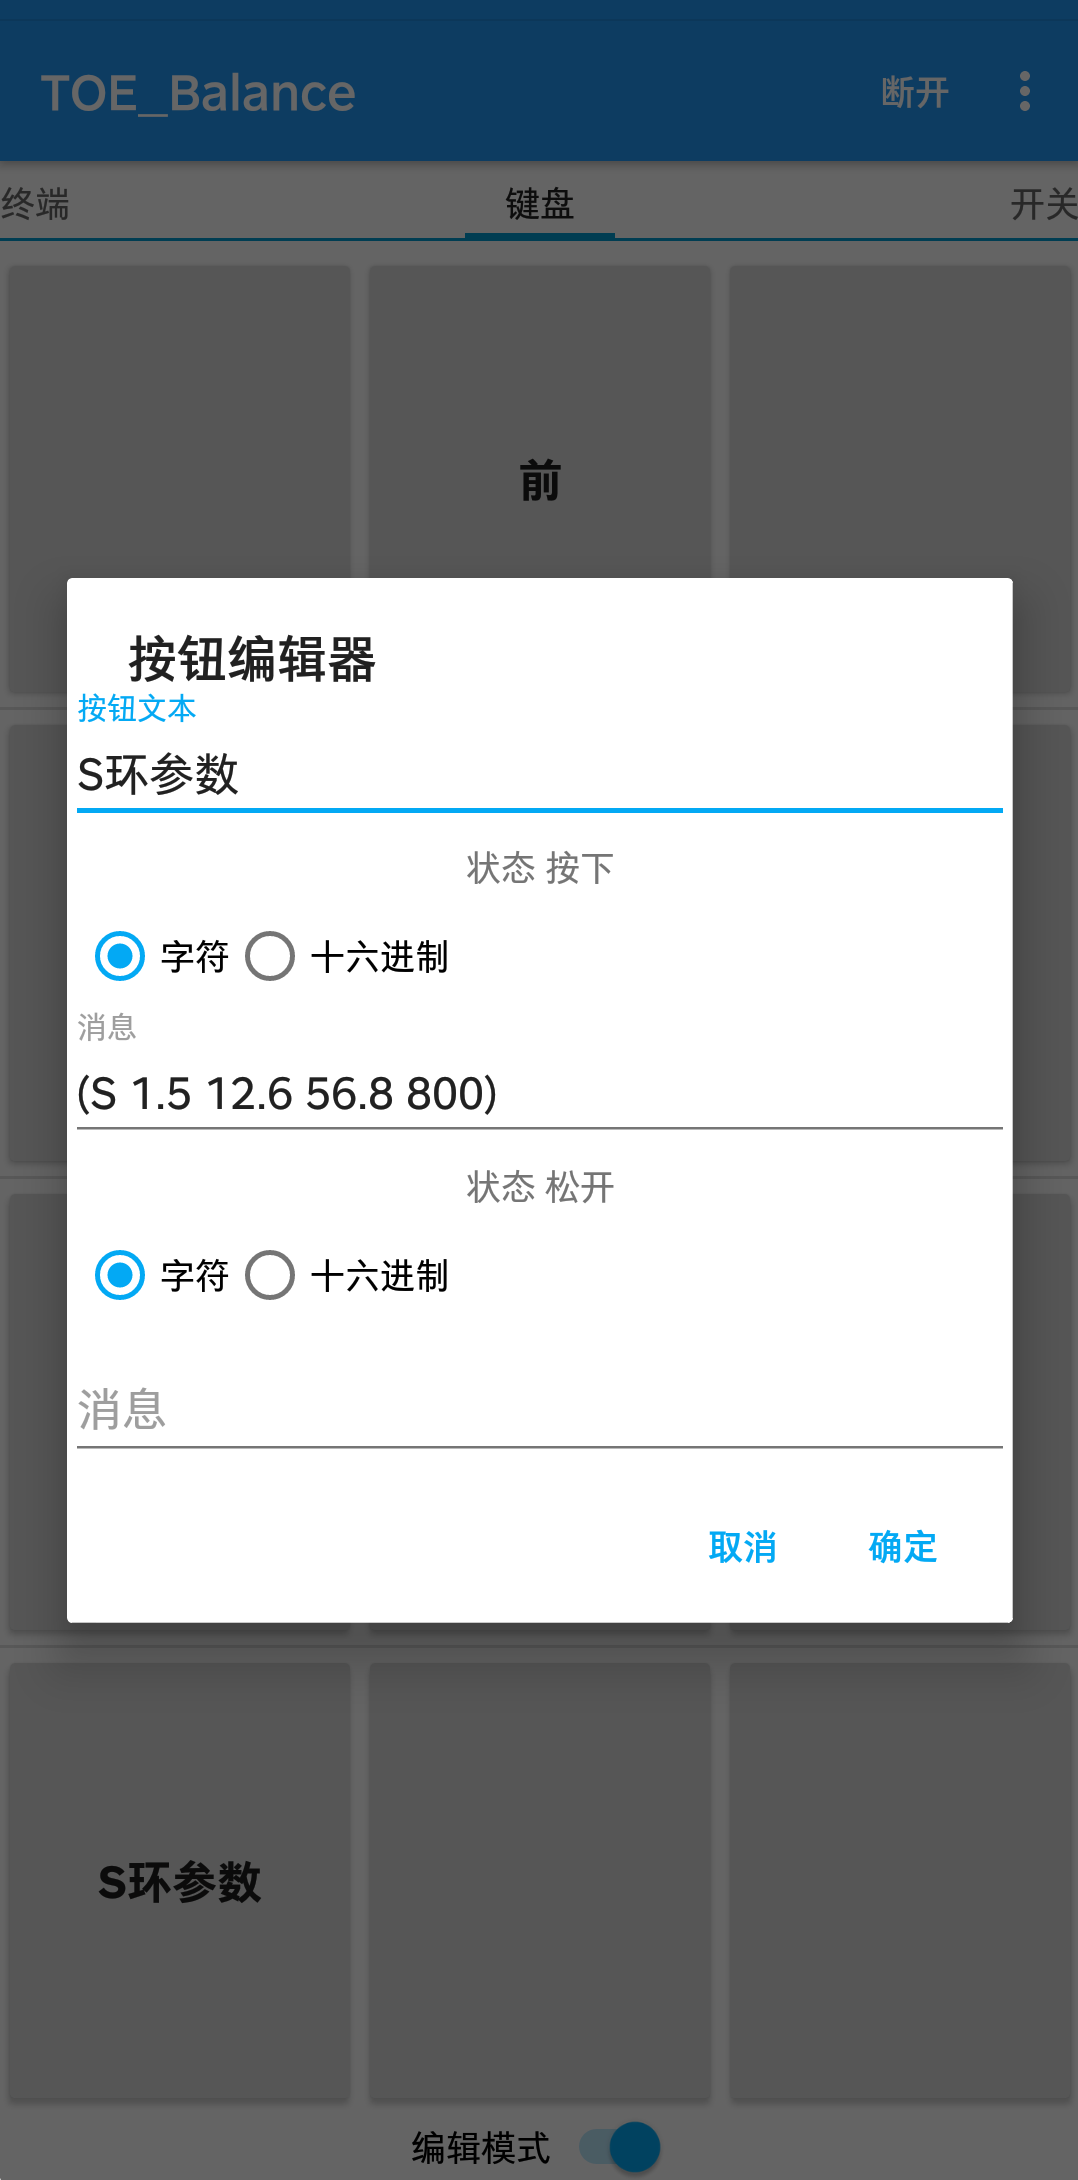 TOE_Balance 断开
终端 键盘 开关
前
按钮编辑器
按钮文本
S环参数
状态 按下
字符 十六进制
消息
(S 1.5 12.6 56.8 800)
状态 松开
字符 十六进制
消息
取消 确定
S环参数
编辑模式